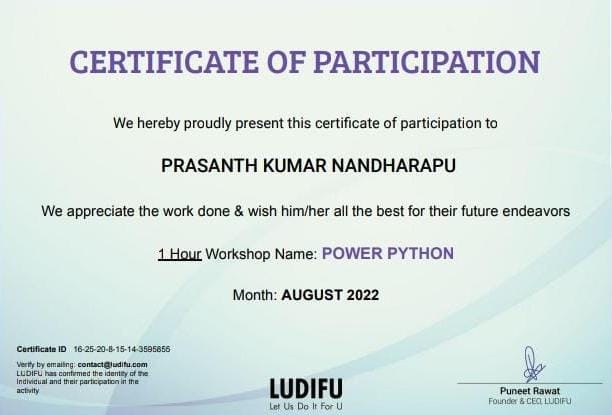 CERTIFICATE OF PARTICIPATION
We hereby proudly present this certificate of participation to
PRASANTH KUMAR NANDHARAPU
We appreciate the work done & wish him/her all the best for their future endeavors
1 Hour Workshop Name: POWER PYTHON
Month: AUGUST 2022
Certificate ID 16-25-20-8-15-14-3595855
Verify by emailing: contact@ludifu.com
LUDIFU has confirmed the identity of the
Individual and their participation in the
activity
LUDIFU
Let Us Do It For U
Puneet Rawat
Founder & CEO, LUDIFU